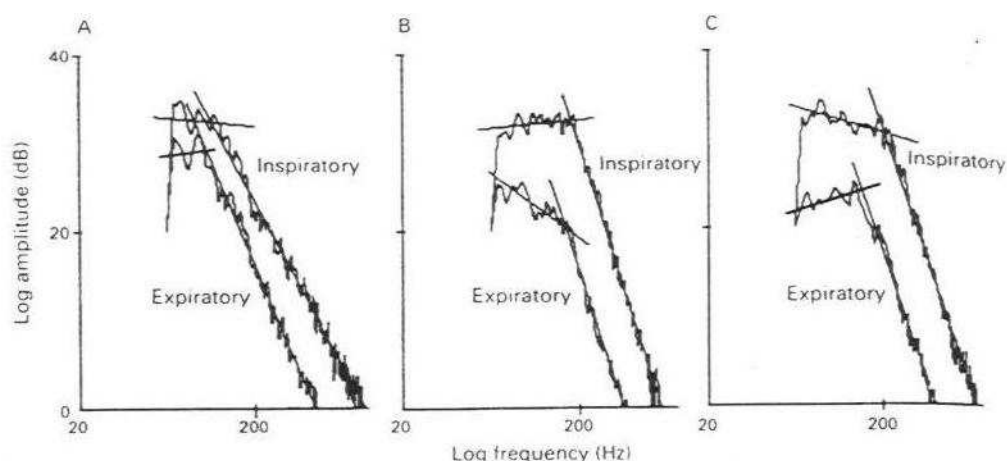 A
B
C
40
20
0
Log amplitude (dB)
Inspiratory
Expiratory
Inspiratory
Expiratory
Inspiratory
Expiratory
20
200
20
200
20
200
Log frequency (Hz)